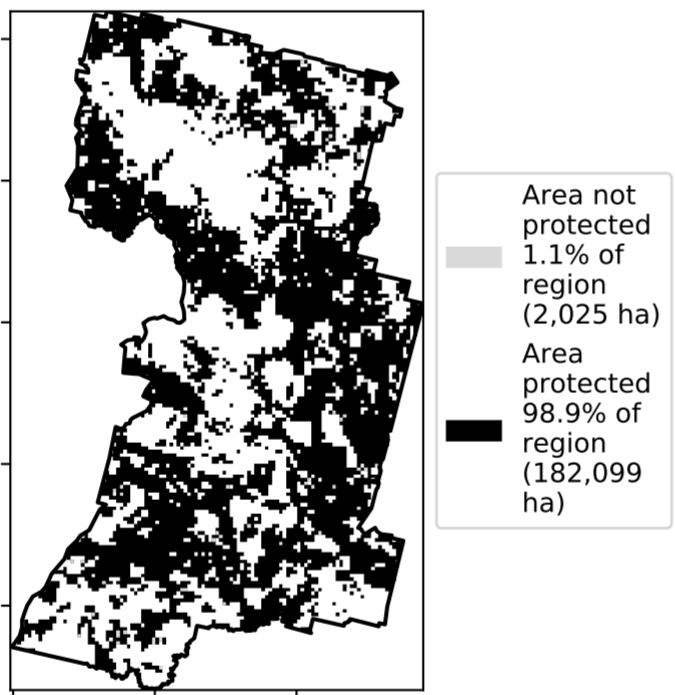 Area not
protected
1.1% of
region
(2,025 ha)
Area
protected
98.9% of
region
(182,099
ha)